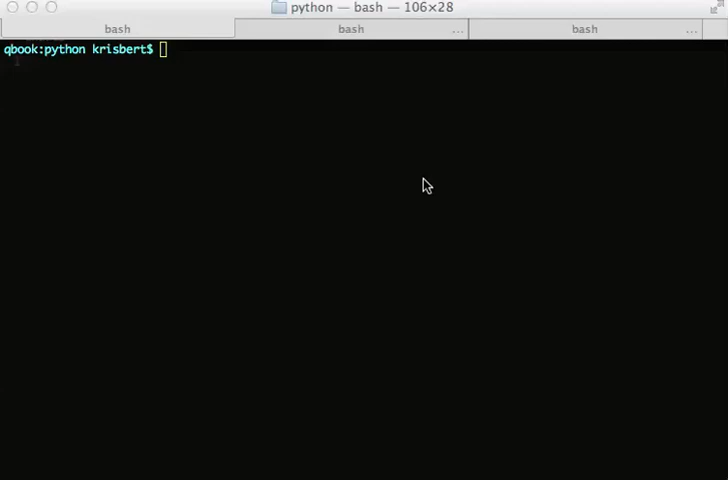 python — bash — 106×28
bash
bash ...
bash ...
qbook:python krisbert$